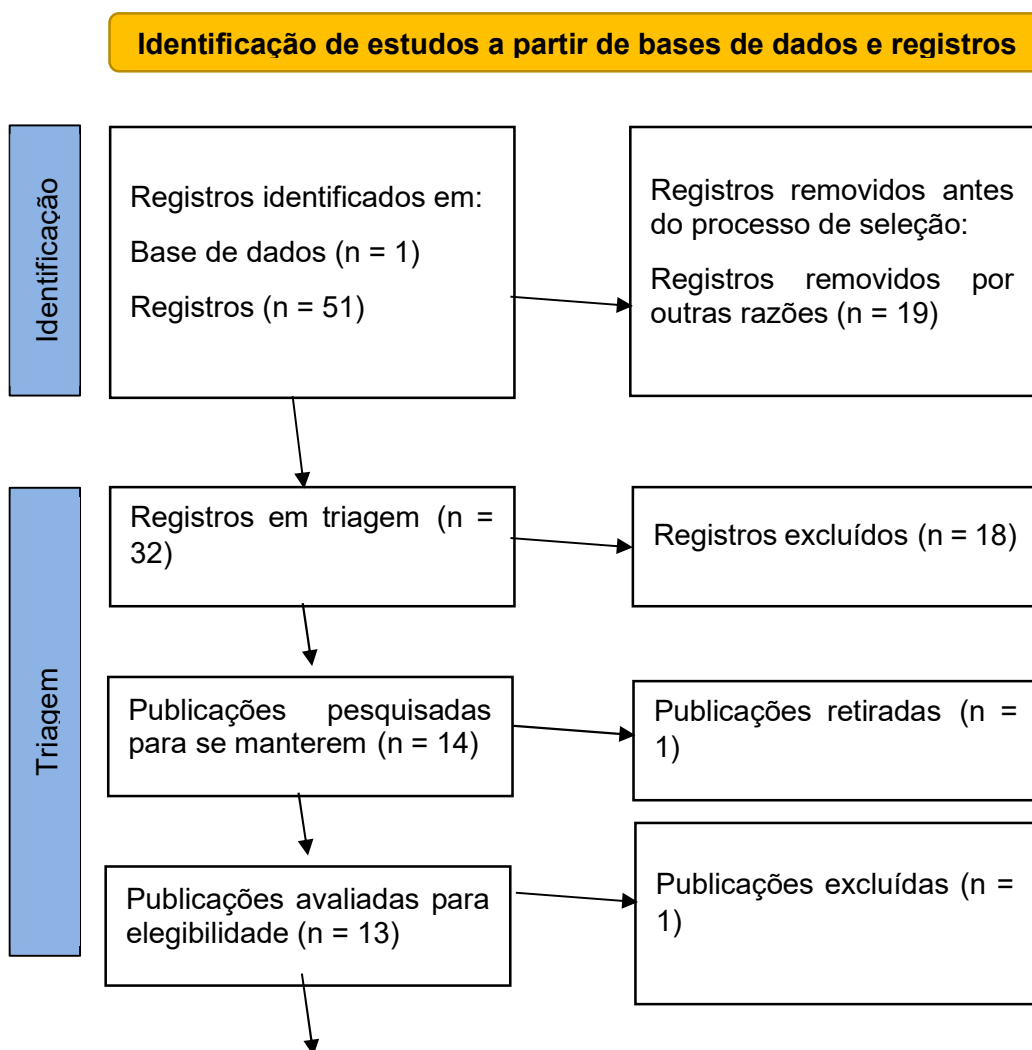 Identificação de estudos a partir de bases de dados e registros
Identificação
Registros identificados em:
Base de dados (n = 1)
Registros (n = 51)
Registros removidos antes
do processo de seleção:
Registros removidos por
outras razões (n = 19)
Triagem
Registros em triagem (n =
32)
Registros excluídos (n = 18)
Publicações pesquisadas
para se manterem (n = 14)
Publicações retiradas (n =
1)
Publicações avaliadas para
elegibilidade (n = 13)
Publicações excluídas (n =
1)